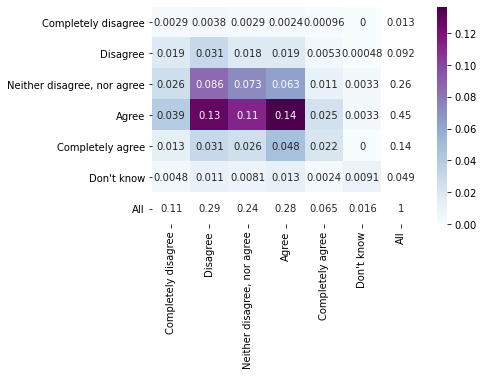 Completely disagree 0.0029 0.0038 0.0029 0.0024 0.00096 0 0.013
Disagree 0.019 0.031 0.018 0.019 0.0053 0.00048 0.092
Neither disagree, nor agree 0.026 0.086 0.073 0.063 0.011 0.0033 0.26
Agree 0.039 0.13 0.11 0.14 0.025 0.0033 0.45
Completely agree 0.013 0.031 0.026 0.048 0.022 0 0.14
Don't know 0.0048 0.011 0.0081 0.013 0.0024 0.0091 0.049
All 0.11 0.29 0.24 0.28 0.065 0.016 1
Completely disagree
Disagree
Neither disagree, nor agree
Agree
Completely agree
Don't know
All
0.12
0.10
0.08
0.06
0.04
0.02
0.00